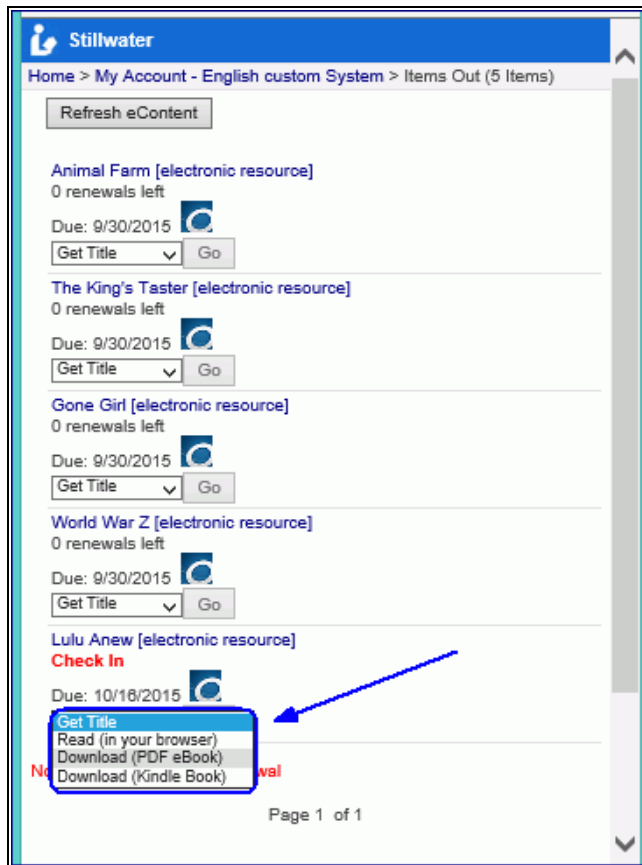 Stillwater
Home > My Account - English custom System > Items Out (5 Items)
Refresh eContent
Animal Farm [electronic resource]
0 renewals left
Due: 9/30/2015
Get Title Go
The King's Taster [electronic resource]
0 renewals left
Due: 9/30/2015
Get Title Go
Gone Girl [electronic resource]
0 renewals left
Due: 9/30/2015
Get Title Go
World War Z [electronic resource]
0 renewals left
Due: 9/30/2015
Get Title Go
Lulu Anew [electronic resource]
Check In
Due: 10/16/2015
Get Title
Read (in your browser)
Download (PDF eBook)
Download (Kindle Book)
Page 1 of 1